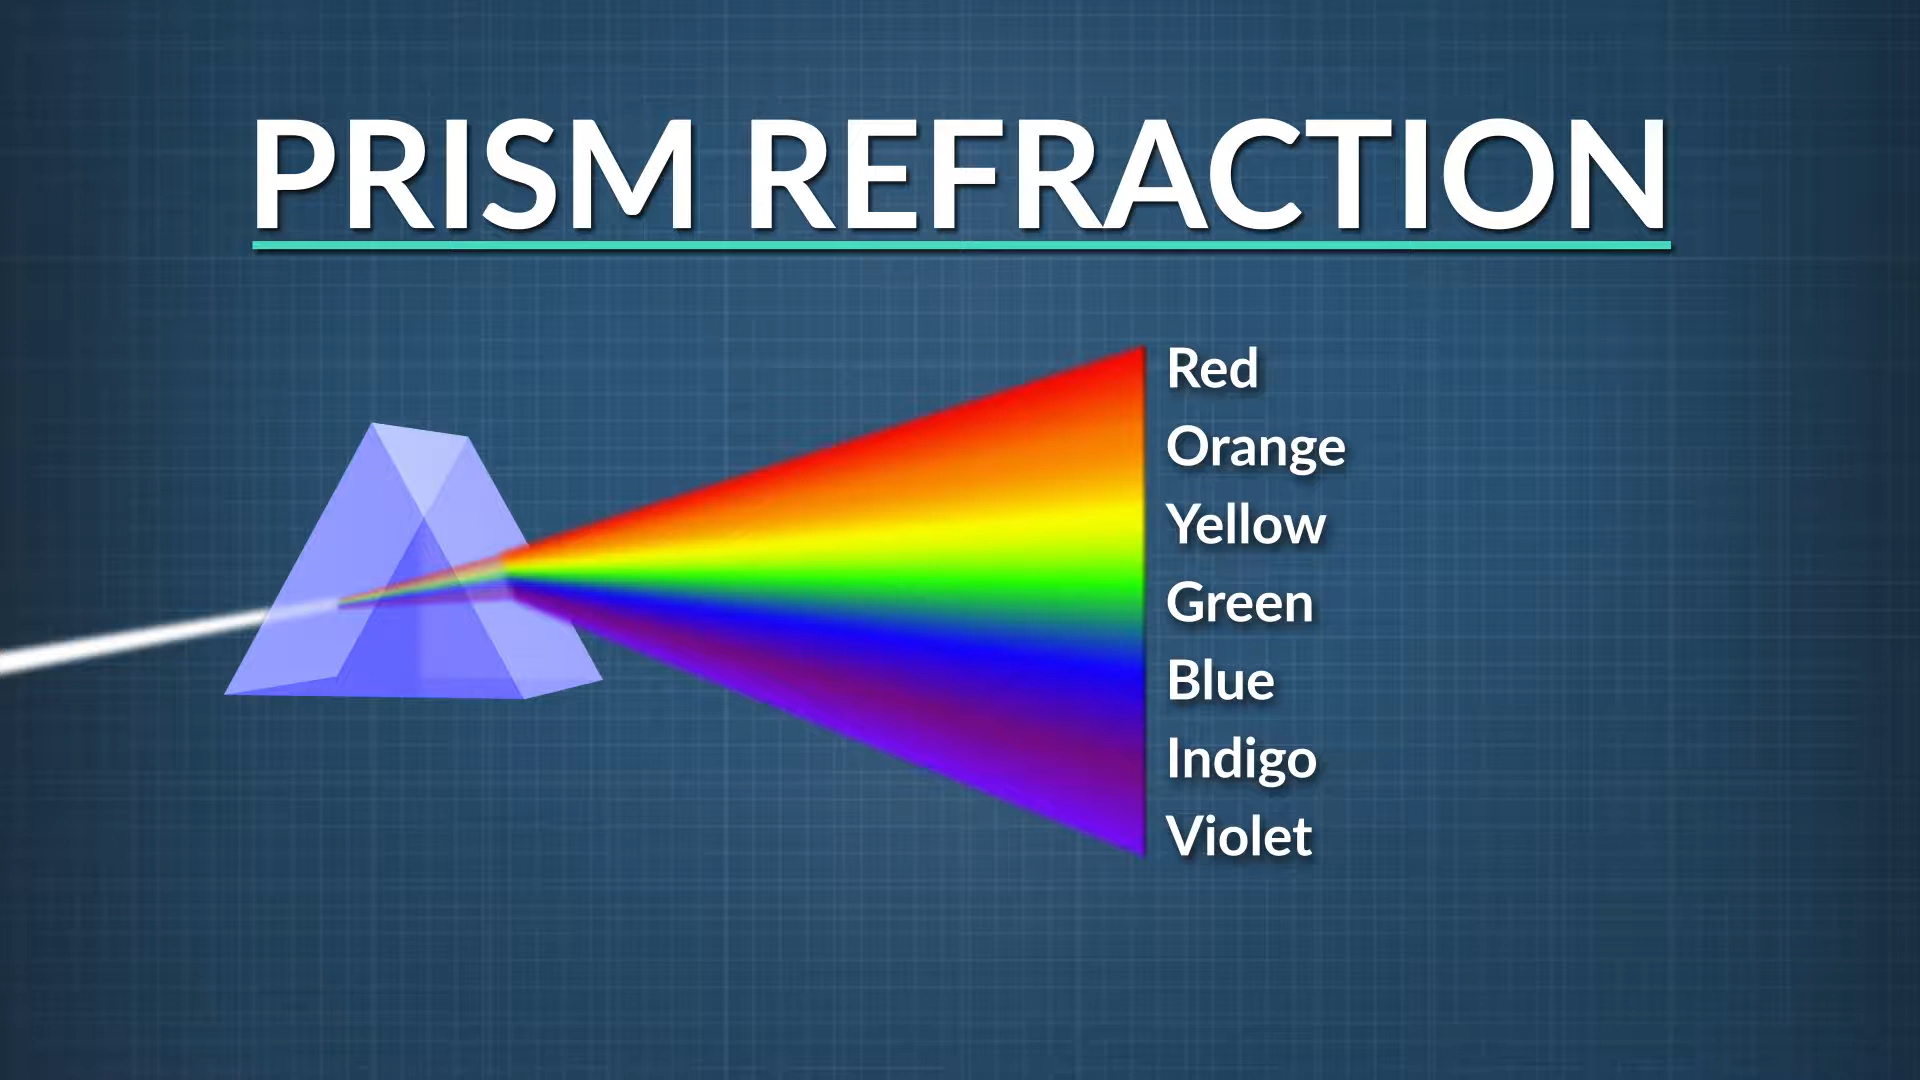 PRISM REFRACTION
Red
Orange
Yellow
Green
Blue
Indigo
Violet